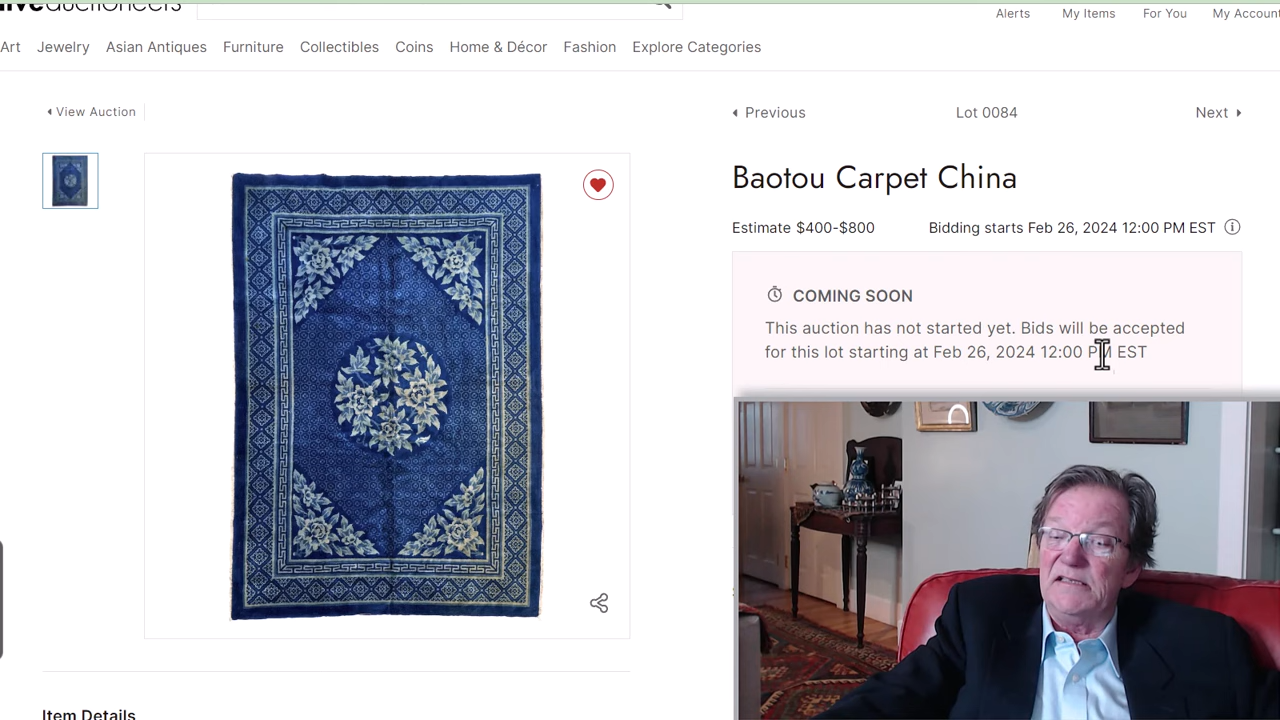 liveauctioneers
Alerts My Items For You My Account
Art Jewelry Asian Antiques Furniture Collectibles Coins Home & Décor Fashion Explore Categories
View Auction
Previous Lot 0084 Next
Baotou Carpet China
Estimate $400-$800 Bidding starts Feb 26, 2024 12:00 PM EST
COMING SOON
This auction has not started yet. Bids will be accepted
for this lot starting at Feb 26, 2024 12:00 PM EST
Item Details